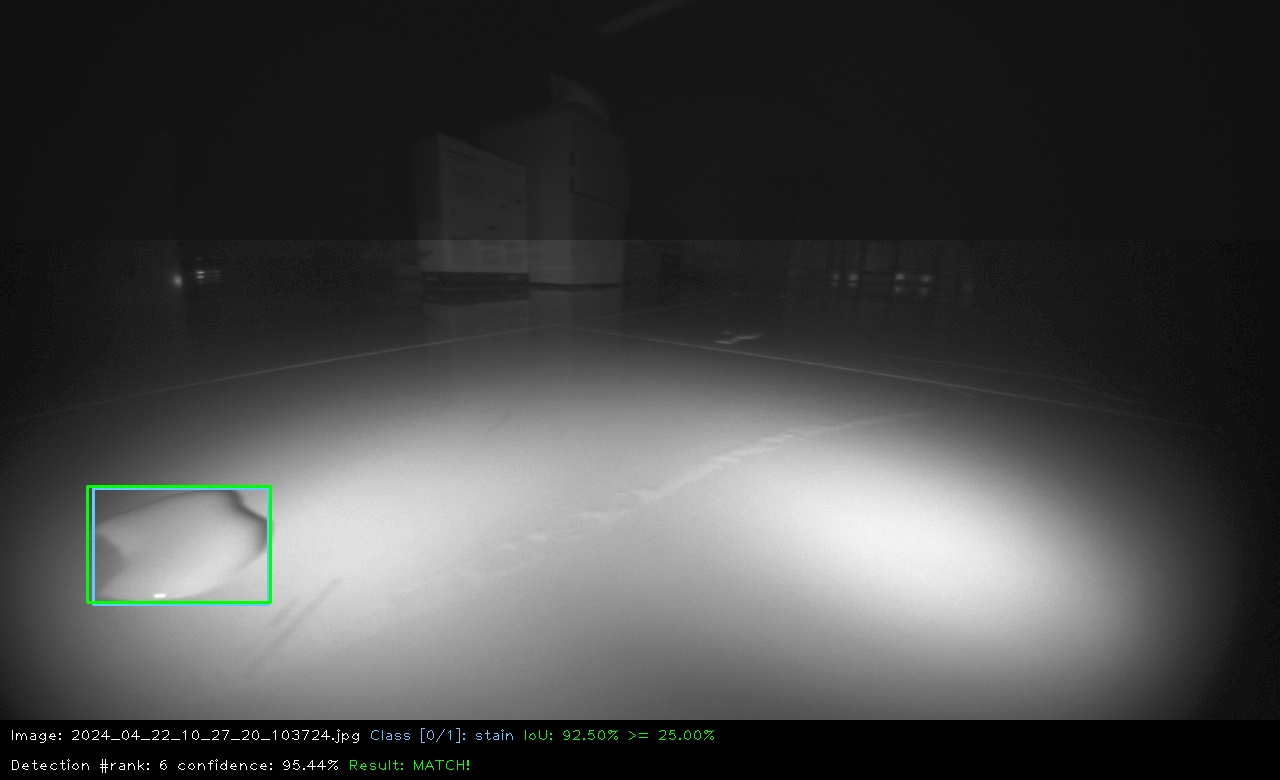 Image: 2024_04_22_10_27_20_103724.jpg Class [0/1]: stain IoU: 92.50% >= 25.00%
Detection #rank: 6 confidence: 95.44% Result: MATCH!